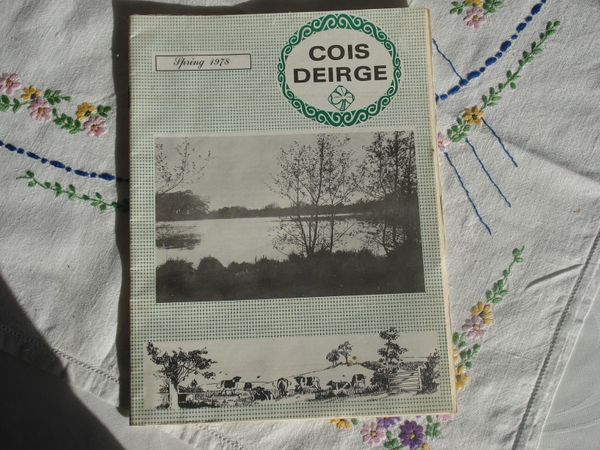 Spring 1978
COIS
DEIRGE